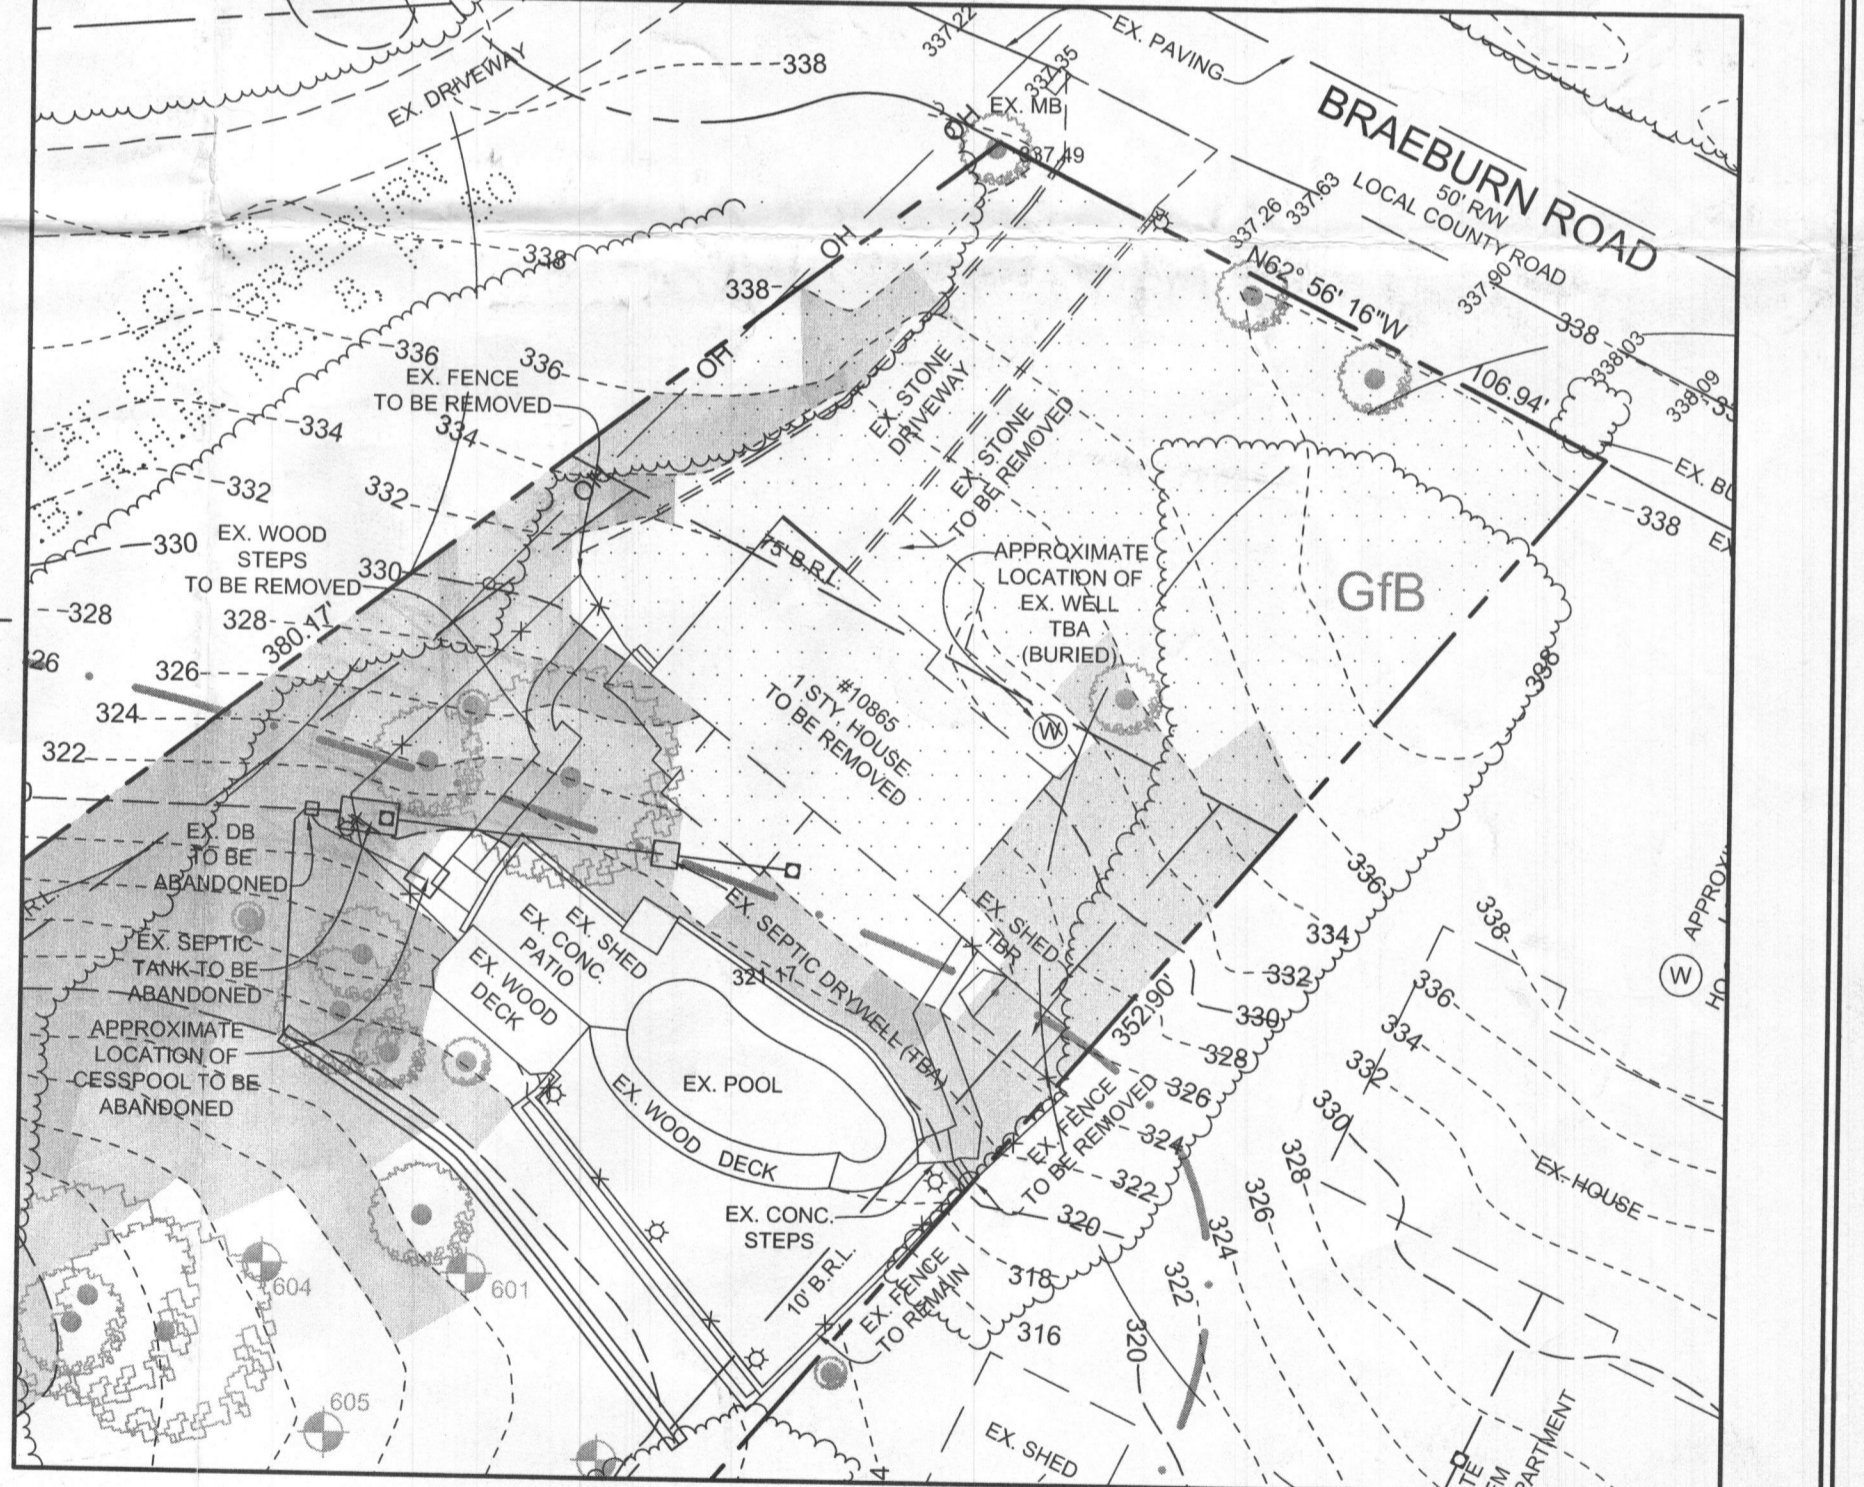 EX. DRIVEWAY
338
337.22
EX. PAVING
337.35
EX. MB
OH
337.49
BRAEBURN ROAD
50' R/W
LOCAL COUNTY ROAD
337.26
337.63
337.90
N62° 56' 16"W
106.94'
338
338.03
338.09
338
OH
338
OH
338
336
336
EX. FENCE
TO BE REMOVED
334
334
332
332
330
EX. WOOD
STEPS
TO BE REMOVED
330
328
328
380.17'
326
326
324
322
EX. STONE
DRIVEWAY
EX. STONE
TO BE REMOVED
75' B.R.L.
APPROXIMATE
LOCATION OF
EX. WELL
TBA
(BURIED)
W
GfB
338
338
#10865
1 STY. HOUSE
TO BE REMOVED
EX. DB
TO BE
ABANDONED
EX. SEPTIC
TANK TO BE
ABANDONED
APPROXIMATE
LOCATION OF
CESSPOOL TO BE
ABANDONED
EX. SHED
EX. CONC.
PATIO
EX. WOOD
DECK
EX. SEPTIC DRYWELL (TBA)
EX. SHED
TBR
EX. POOL
EX. WOOD DECK
EX. CONC.
STEPS
10' B.R.L.
352.90'
EX. FENCE
TO BE REMOVED
EX. FENCE
TO REMAIN
336
334
332
330
328
326
324
322
320
318
316
338
336
334
332
330
328
326
324
322
320
EX. HOUSE
W
EX. SHED
604
601
605